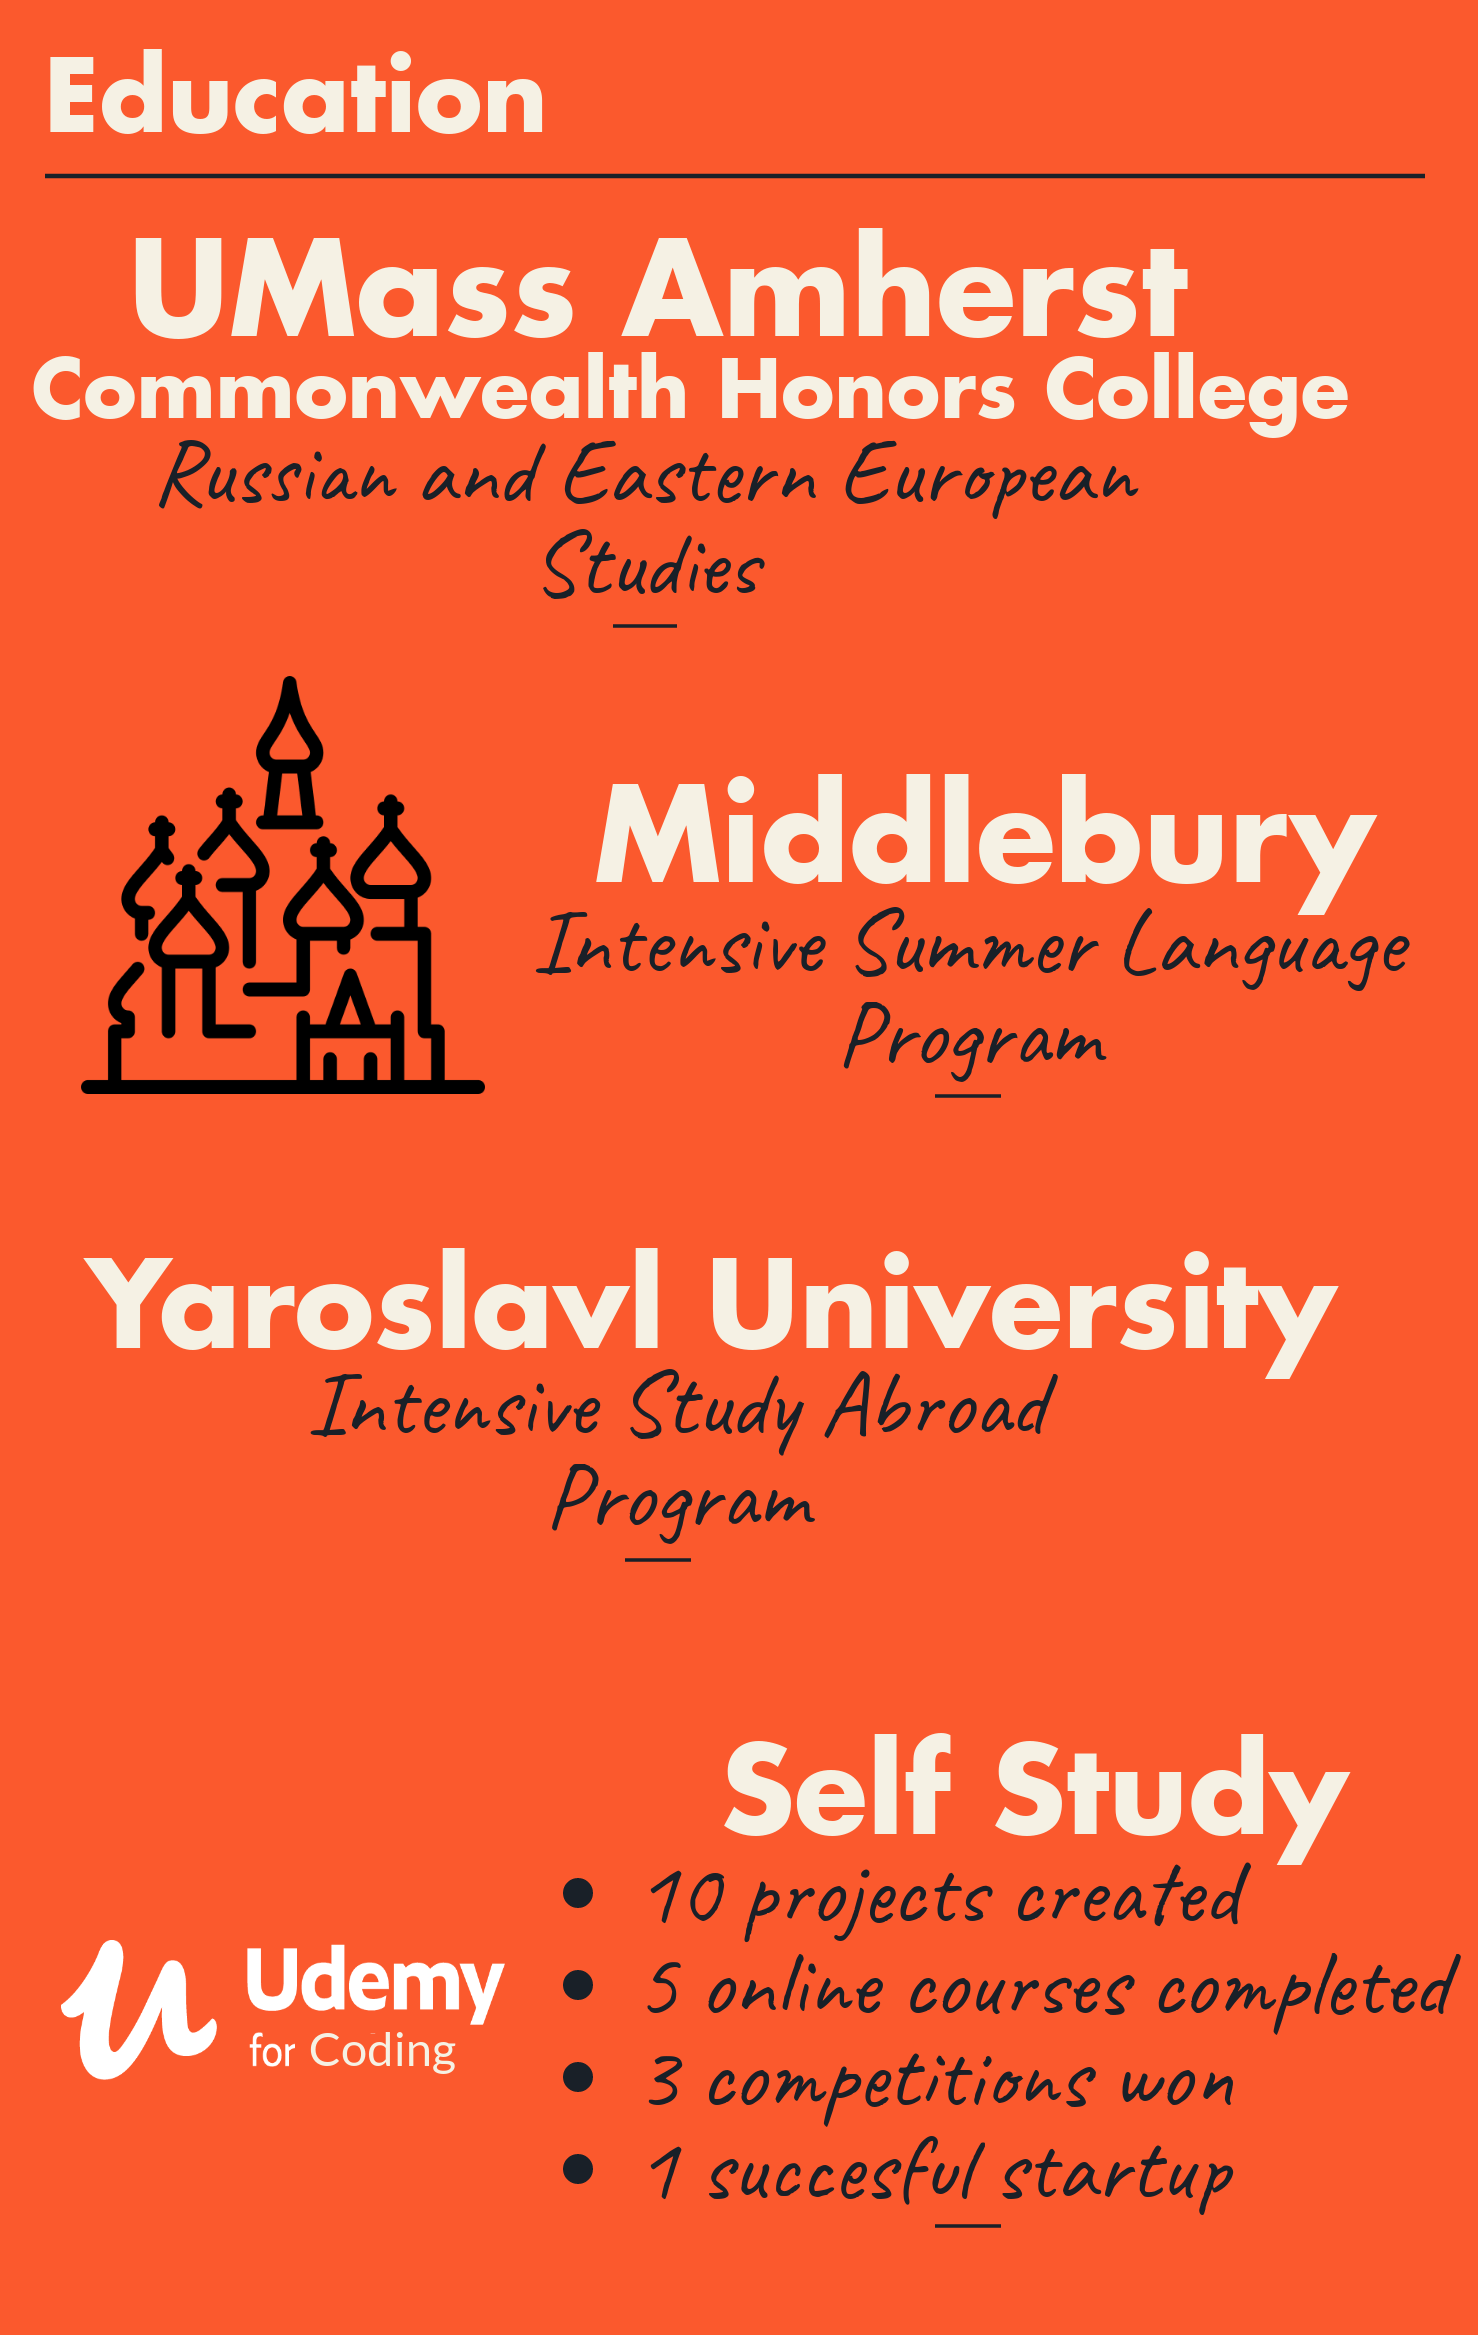 Education
UMass Amherst
Commonwealth Honors College
Russian and Eastern European
Studies
Middlebury
Intensive Summer Language
Program
Yaroslavl University
Intensive Study Abroad
Program
Self Study
10 projects created
5 online courses completed
3 competitions won
1 succesful startup
Udemy
for Coding